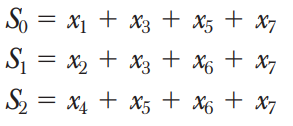 S₀ = x₁ + x₃ + x₅ + x₇
S₁ = x₂ + x₃ + x₆ + x₇
S₂ = x₄ + x₅ + x₆ + x₇